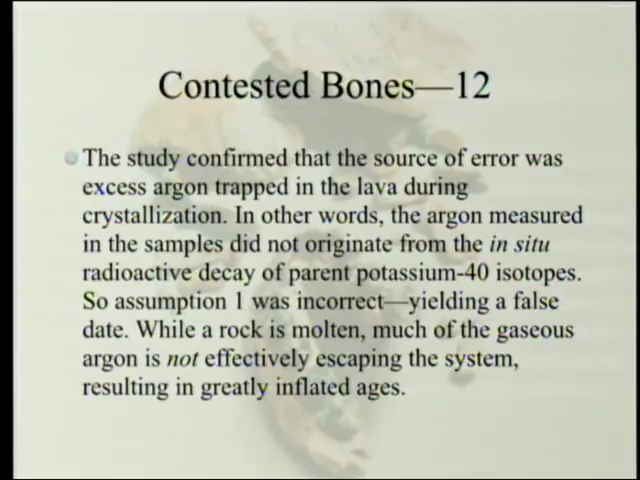 Contested Bones—12
The study confirmed that the source of error was
excess argon trapped in the lava during
crystallization. In other words, the argon measured
in the samples did not originate from the in situ
radioactive decay of parent potassium-40 isotopes.
So assumption 1 was incorrect—yielding a false
date. While a rock is molten, much of the gaseous
argon is not effectively escaping the system,
resulting in greatly inflated ages.